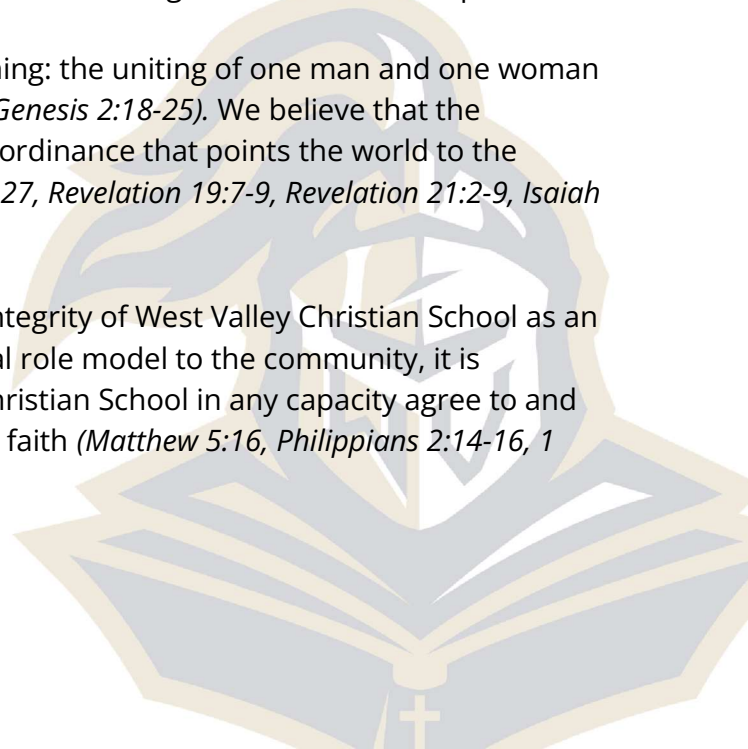 ning: the uniting of one man and one woman
Genesis 2:18-25). We believe that the
ordinance that points the world to the
27, Revelation 19:7-9, Revelation 21:2-9, Isaiah
ntegrity of West Valley Christian School as an
al role model to the community, it is
hristian School in any capacity agree to and
faith (Matthew 5:16, Philippians 2:14-16, 1